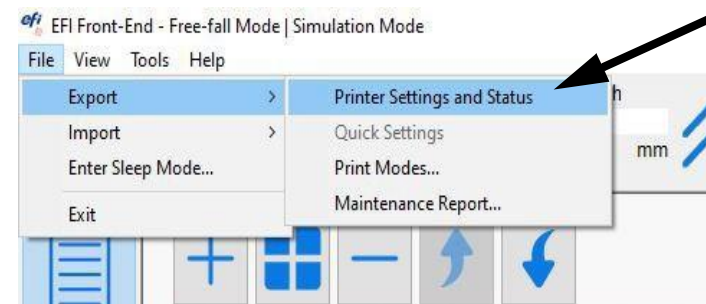 efi EFI Front-End - Free-fall Mode | Simulation Mode
File View Tools Help
Export > Printer Settings and Status
Import > Quick Settings
Enter Sleep Mode... Print Modes...
Exit Maintenance Report...
h
mm